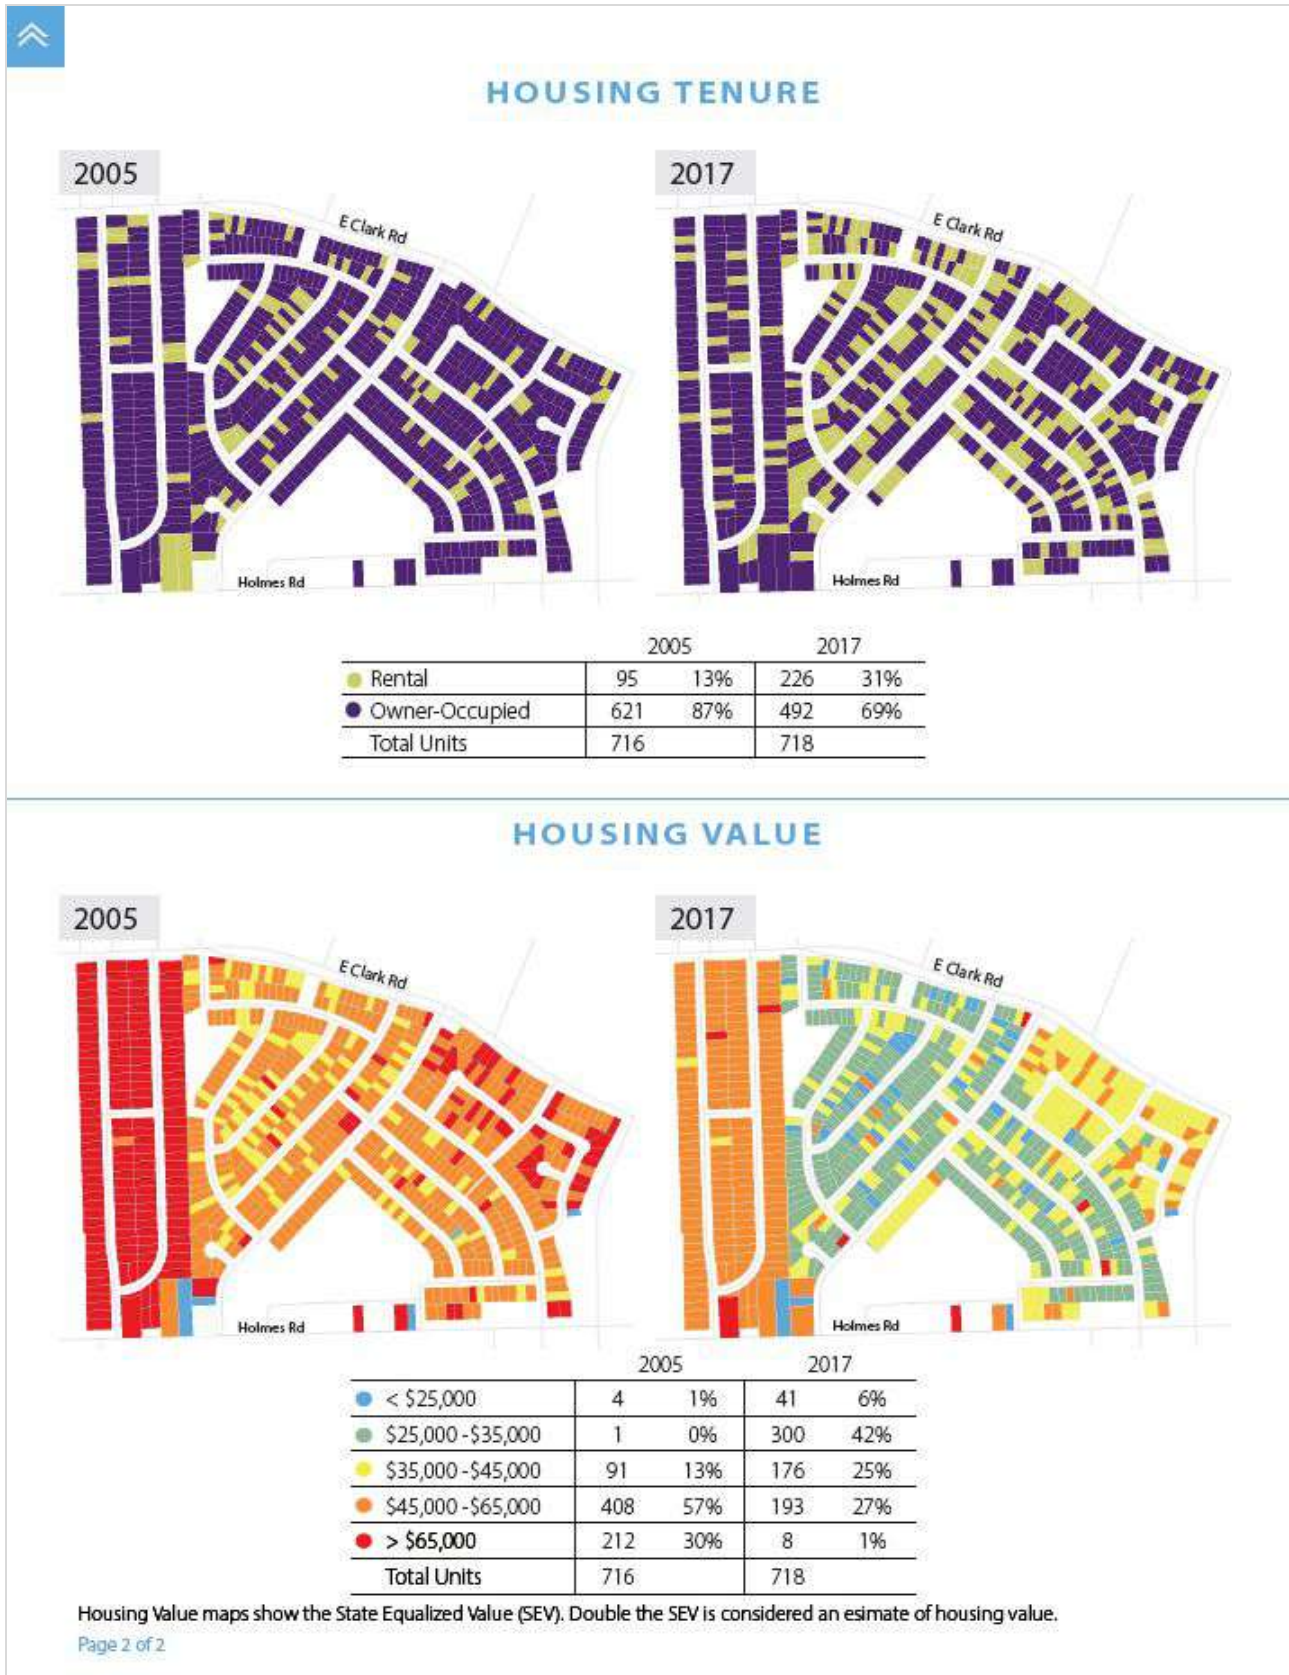 HOUSING TENURE
2005
2017
E Clark Rd
E Clark Rd
Holmes Rd
Holmes Rd
2005 2017
Rental 95 13% 226 31%
Owner-Occupied 621 87% 492 69%
Total Units 716 718
HOUSING VALUE
2005
2017
E Clark Rd
E Clark Rd
Holmes Rd
Holmes Rd
2005 2017
< $25,000 4 1% 41 6%
$25,000 -$35,000 1 0% 300 42%
$35,000 -$45,000 91 13% 176 25%
$45,000 -$65,000 408 57% 193 27%
> $65,000 212 30% 8 1%
Total Units 716 718
Housing Value maps show the State Equalized Value (SEV). Double the SEV is considered an esimate of housing value.
Page 2 of 2